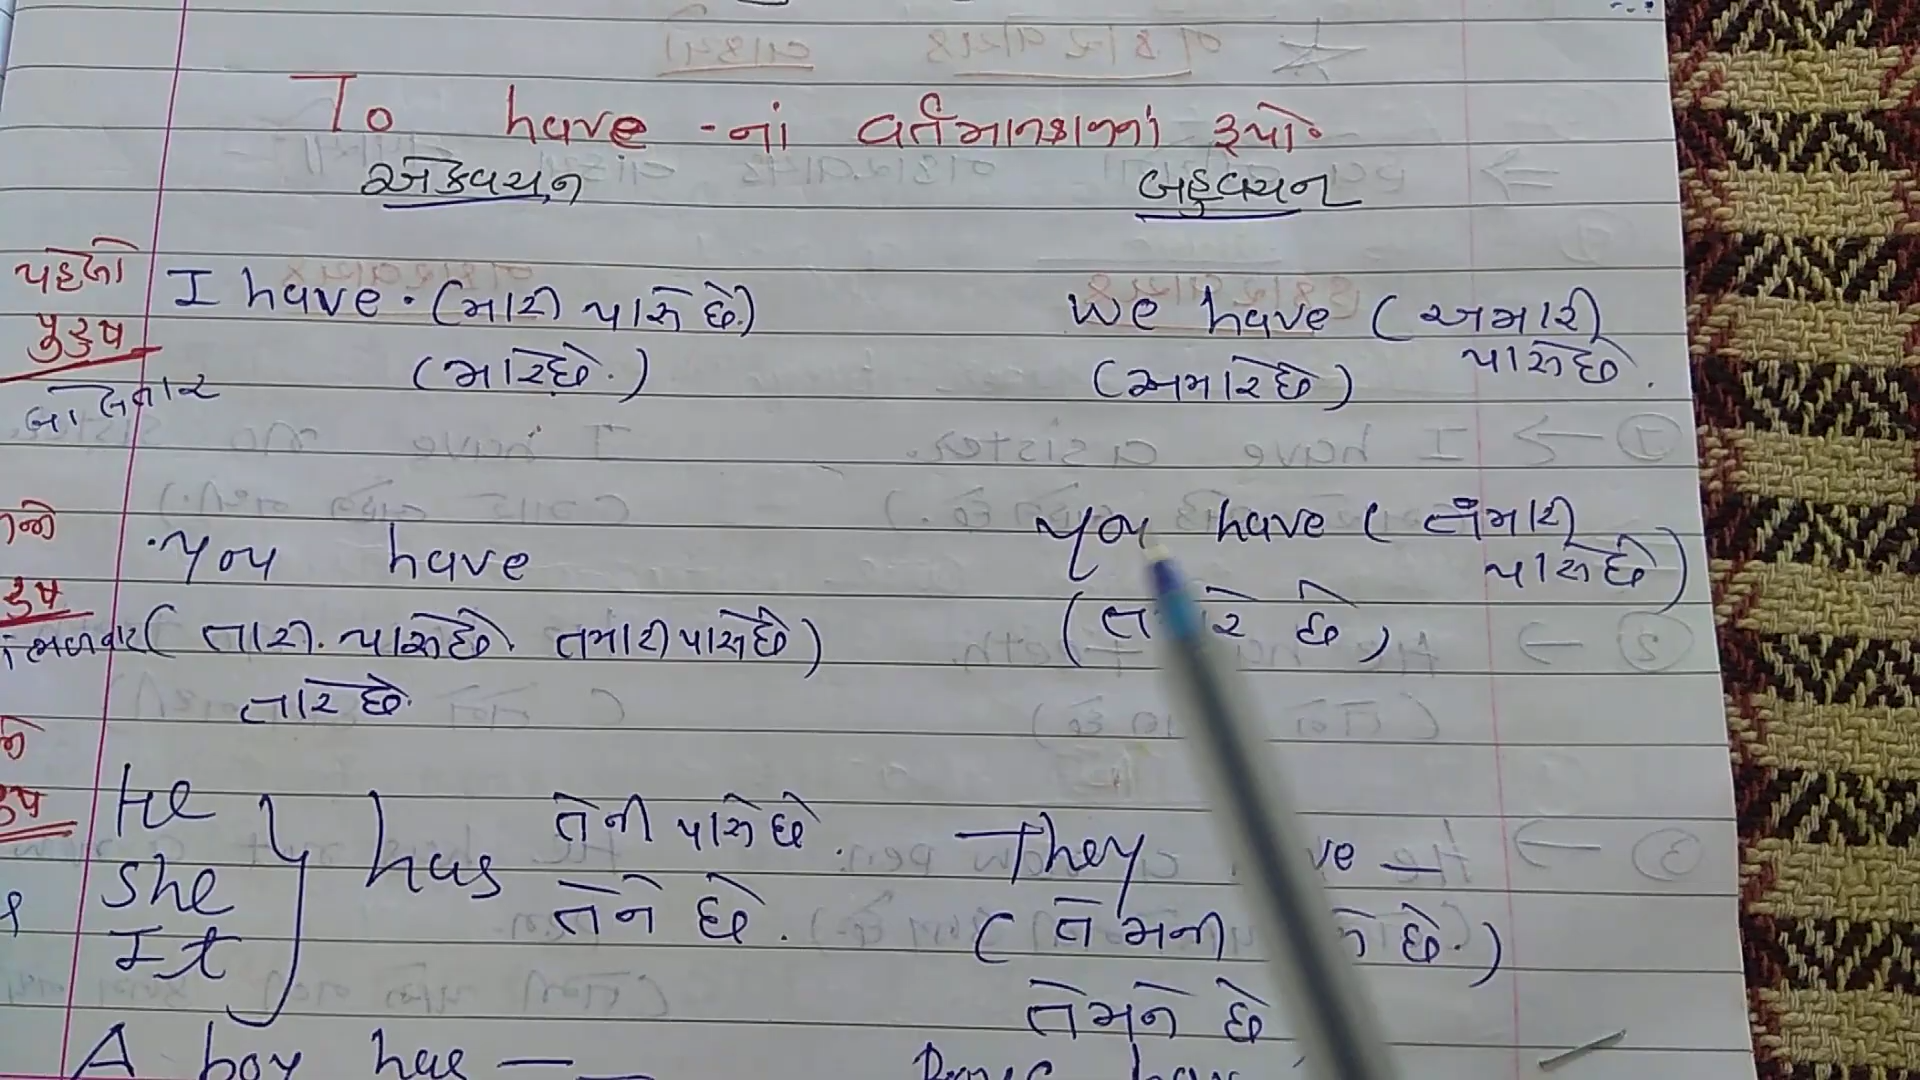 To have -નાં વર્તમાનકાળનાં રૂપો.
એકવચન બહુવચન
પહેલો I have. (મારી પાસે છે.) We have (અમારી
પુરુષ પાસે છે.
બોલનાર (મારે છે.) (અમારે છે)
You have You have (તમારી
પાસે છે)
(તારી પાસે છે. તમારી પાસે છે) છે)
તારે છે.
He
She has તેની પાસે છે. They
It તેને છે. (તેમની છે.)
તેમને છે
A boy has —